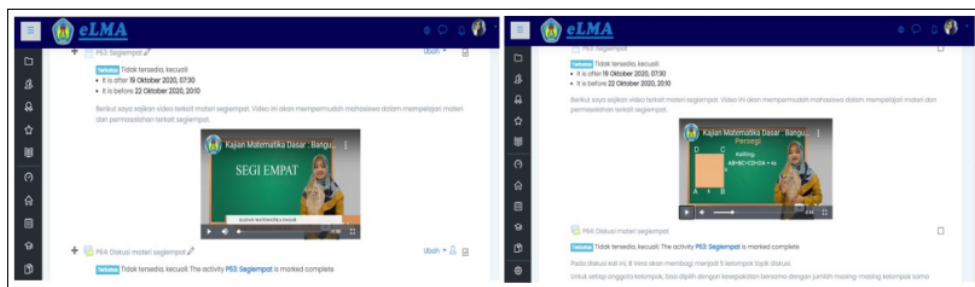 eLMA
P53: Segiempat
Ubah
Terbatas Tidak tersedia, kecuali:
It is after 19 Oktober 2020, 07:30
It is before 22 Oktober 2020, 20:10
Berikut saya sajikan video terkait materi segiempat. Video ini akan mempermudah mahasiswa dalam mempelajari materi
dan permasalahan terkait segiempat.
Kajian Matematika Dasar : Bangu...
SEGI EMPAT
KAJIAN MATEMATIKA DASAR
P54: Diskusi materi segiempat
Ubah
Terbatas Tidak tersedia, kecuali: The activity P53: Segiempat is marked complete
eLMA
P53: Segiempat
Terbatas Tidak tersedia, kecuali:
It is after 19 Oktober 2020, 07:30
It is before 22 Oktober 2020, 20:10
Berikut saya sajikan video terkait materi segiempat. Video ini akan mempermudah mahasiswa dalam mempelajari materi dan
permasalahan terkait segiempat.
Kajian Matematika Dasar : Bangu...
Persegi
D C
Keliling:
AB+BC+CD+DA = 4s
s
A s B
P54: Diskusi materi segiempat
Terbatas Tidak tersedia, kecuali: The activity P53: Segiempat is marked complete
Pada diskusi kali ini, B Vera akan membagi menjadi 5 kelompok topik diskusi.
Untuk setiap anggota kelompok, bisa dipilih dengan kesepakatan bersama dengan jumlah masing-masing kelompok sama